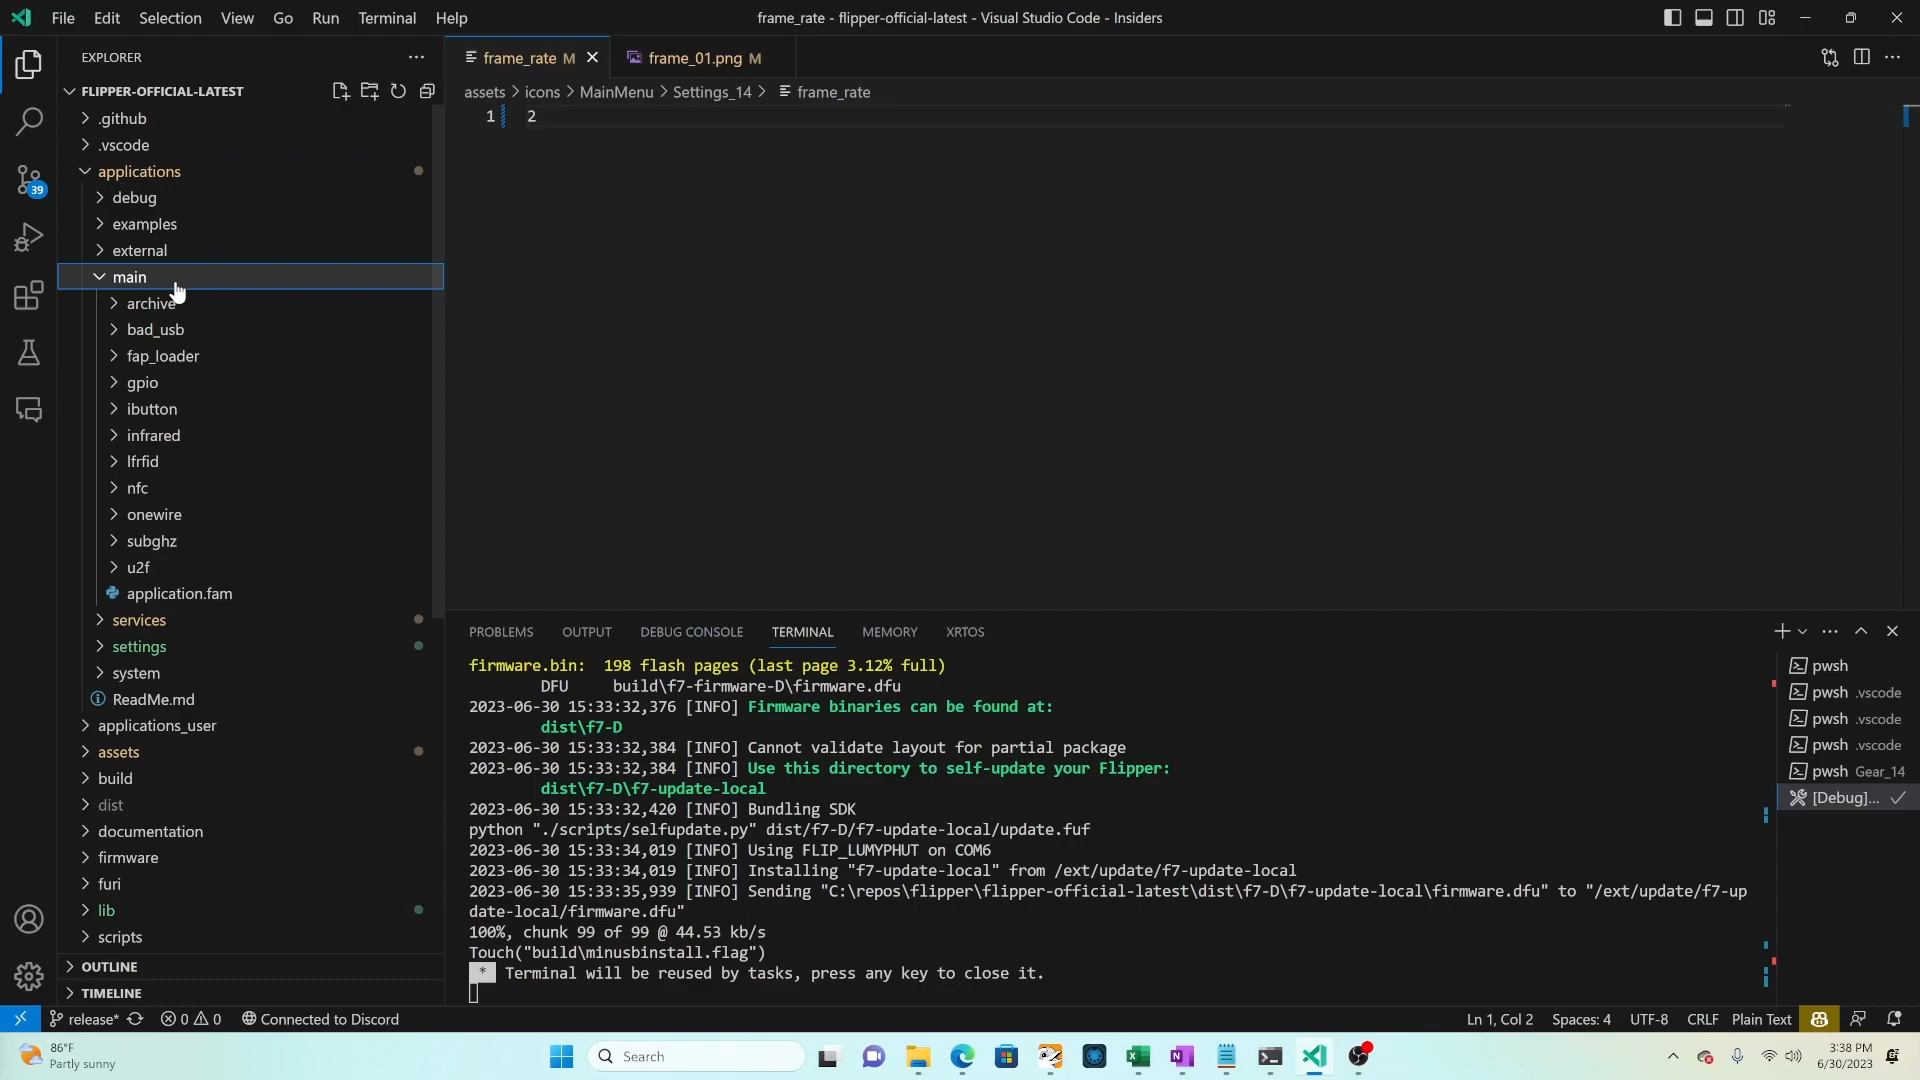 File Edit Selection View Go Run Terminal Help
frame_rate - flipper-official-latest - Visual Studio Code - Insiders
EXPLORER
FLIPPER-OFFICIAL-LATEST
.github
.vscode
applications
debug
examples
external
main
archive
bad_usb
fap_loader
gpio
ibutton
infrared
lfrfid
nfc
onewire
subghz
u2f
application.fam
services
settings
system
ReadMe.md
applications_user
assets
build
dist
documentation
firmware
furi
lib
scripts
OUTLINE
TIMELINE
39
frame_rate M
frame_01.png M
assets > icons > MainMenu > Settings_14 > frame_rate
1 2
PROBLEMS OUTPUT DEBUG CONSOLE TERMINAL MEMORY XRTOS
firmware.bin: 198 flash pages (last page 3.12% full)
DFU build\f7-firmware-D\firmware.dfu
2023-06-30 15:33:32,376 [INFO] Firmware binaries can be found at:
dist\f7-D
2023-06-30 15:33:32,384 [INFO] Cannot validate layout for partial package
2023-06-30 15:33:32,384 [INFO] Use this directory to self-update your Flipper:
dist\f7-D\f7-update-local
2023-06-30 15:33:32,420 [INFO] Bundling SDK
python "./scripts/selfupdate.py" dist/f7-D/f7-update-local/update.fuf
2023-06-30 15:33:34,019 [INFO] Using FLIP_LUMYPHUT on COM6
2023-06-30 15:33:34,019 [INFO] Installing "f7-update-local" from /ext/update/f7-update-local
2023-06-30 15:33:35,939 [INFO] Sending "C:\repos\flipper\flipper-official-latest\dist\f7-D\f7-update-local\firmware.dfu" to "/ext/update/f7-up
date-local/firmware.dfu"
100%, chunk 99 of 99 @ 44.53 kb/s
Touch("build\minusbinstall.flag")
* Terminal will be reused by tasks, press any key to close it.
pwsh
pwsh .vscode
pwsh .vscode
pwsh .vscode
pwsh Gear_14
[Debug]...
release* 0 0 Connected to Discord
Ln 1, Col 2 Spaces: 4 UTF-8 CRLF Plain Text
86°F
Partly sunny
Search
3:38 PM
6/30/2023